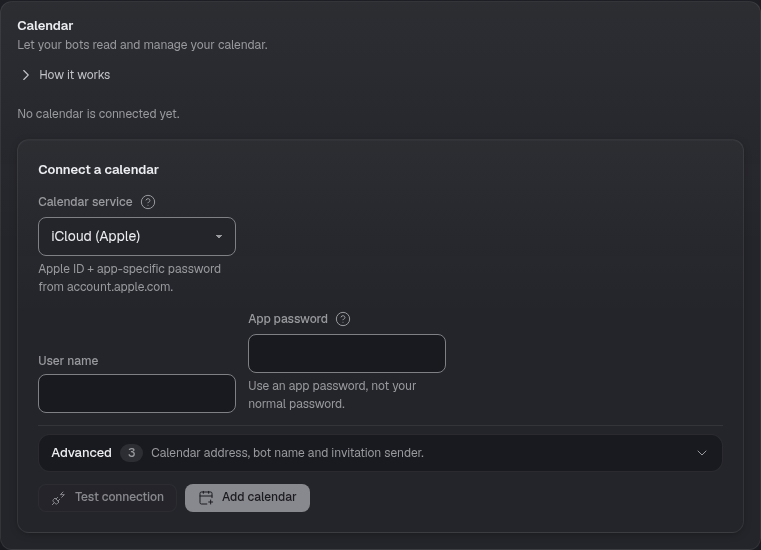 Calendar
Let your bots read and manage your calendar.
How it works
No calendar is connected yet.
Connect a calendar
Calendar service ?
iCloud (Apple)
Apple ID + app-specific password
from account.apple.com.
App password ?
User name
Use an app password, not your
normal password.
Advanced 3 Calendar address, bot name and invitation sender.
Test connection Add calendar